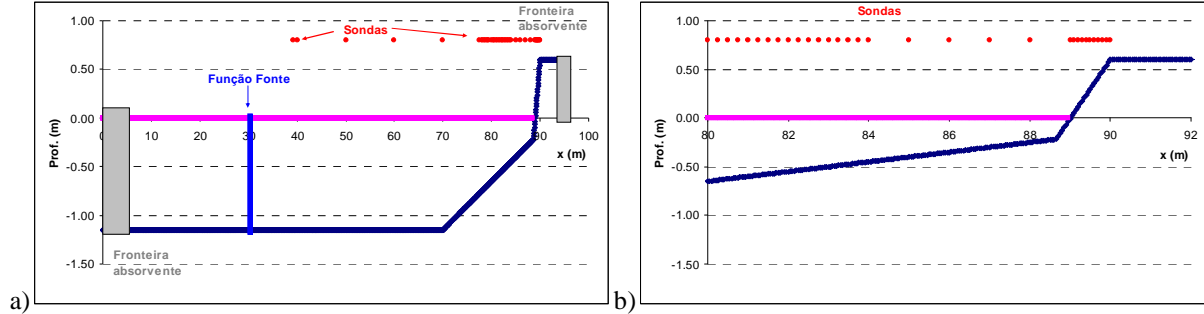 1.00
0.50
0.00
-0.50
-1.00
-1.50
Prof. (m)
Sondas
Fronteira
absorvente
Função Fonte
0 10 20 30 40 50 60 70 80 90 100
x (m)
Fronteira
absorvente
a)
Sondas
1.00
0.50
0.00
-0.50
-1.00
-1.50
Prof. (m)
80 82 84 86 88 90 92
x (m)
b)